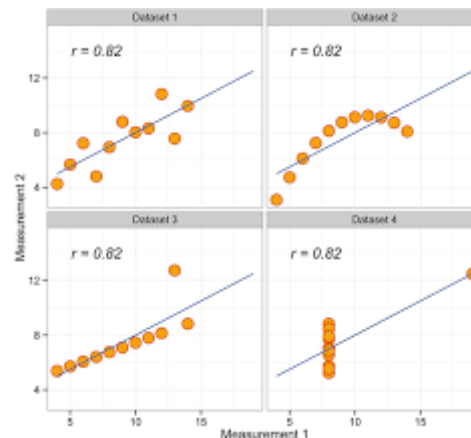 Dataset 1
Dataset 2
r = 0.82
r = 0.82
12
8
4
Dataset 3
Dataset 4
r = 0.82
r = 0.82
12
8
4
Measurement 2
5
10
15
5
10
15
Measurement 1